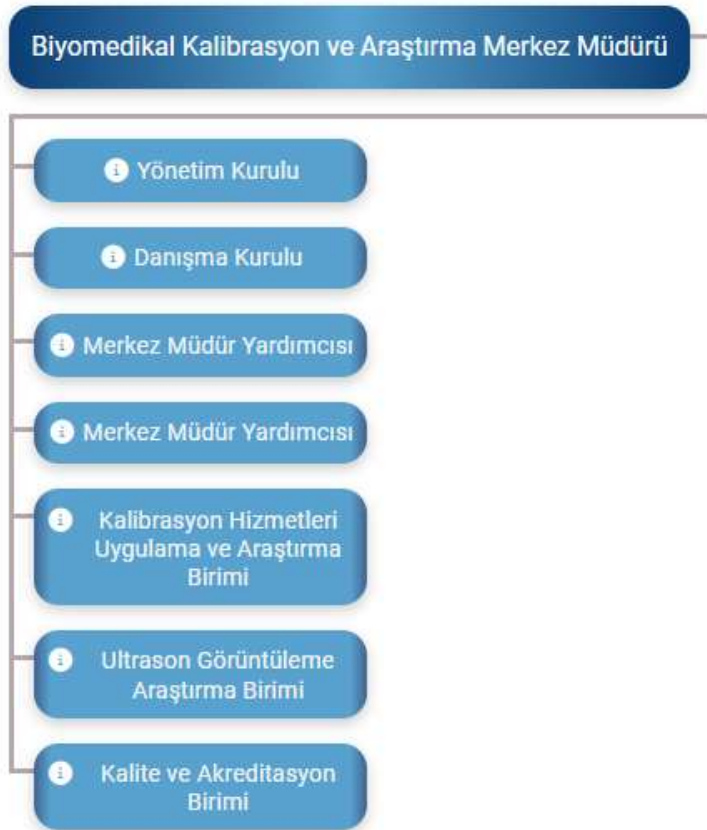 Biyomedikal Kalibrasyon ve Araştırma Merkez Müdürü
Yönetim Kurulu
Danışma Kurulu
Merkez Müdür Yardımcısı
Merkez Müdür Yardımcısı
Kalibrasyon Hizmetleri
Uygulama ve Araştırma
Birimi
Ultrason Görüntüleme
Araştırma Birimi
Kalite ve Akreditasyon
Birimi